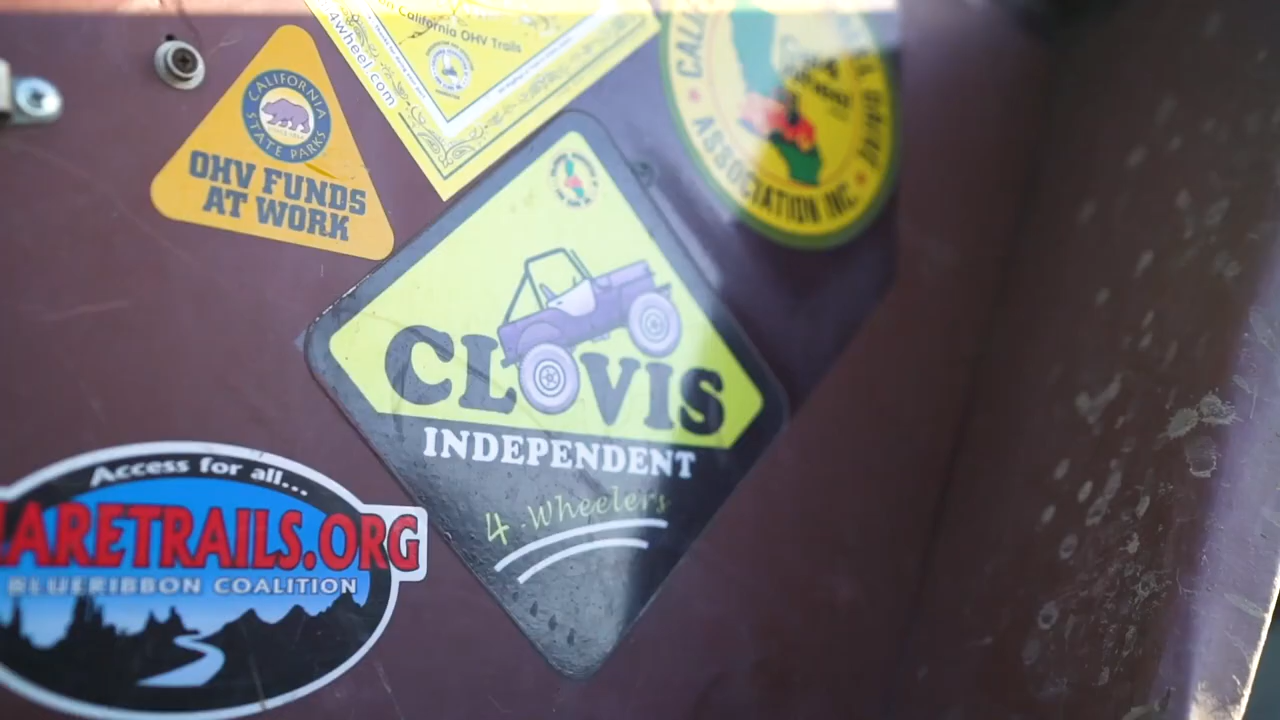 CALIFORNIA
STATE PARKS
OHV FUNDS
AT WORK
4wheel.com
California OHV Trails
ASSOCIATION INC
CLOVIS
INDEPENDENT
4-Wheelers
Access for all...
ARETRAILS.ORG
BLUERIBBON COALITION